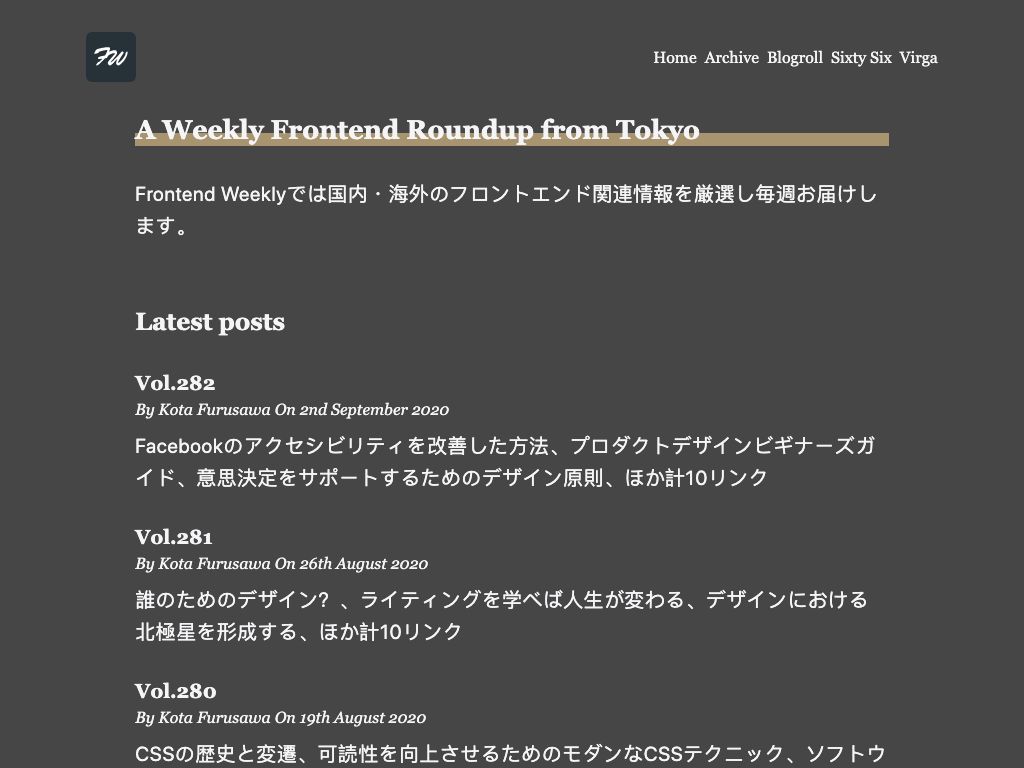 FW
Home Archive Blogroll Sixty Six Virga
A Weekly Frontend Roundup from Tokyo
Frontend Weeklyでは国内・海外のフロントエンド関連情報を厳選し毎週お届けし
ます。
Latest posts
Vol.282
By Kota Furusawa On 2nd September 2020
Facebookのアクセシビリティを改善した方法、プロダクトデザインビギナーズガ
イド、意思決定をサポートするためのデザイン原則、ほか計10リンク
Vol.281
By Kota Furusawa On 26th August 2020
誰のためのデザイン？、ライティングを学べば人生が変わる、デザインにおける
北極星を形成する、ほか計10リンク
Vol.280
By Kota Furusawa On 19th August 2020
CSSの歴史と変遷、可読性を向上させるためのモダンなCSSテクニック、ソフトウ